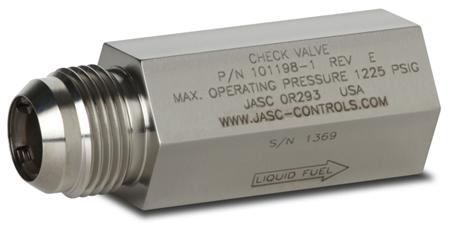 CHECK VALVE
P/N 101198-1 REV E
MAX. OPERATING PRESSURE 1225 PSIG
JASC 0R293 USA
WWW.JASC-CONTROLS.COM
S/N 1369
LIQUID FUEL